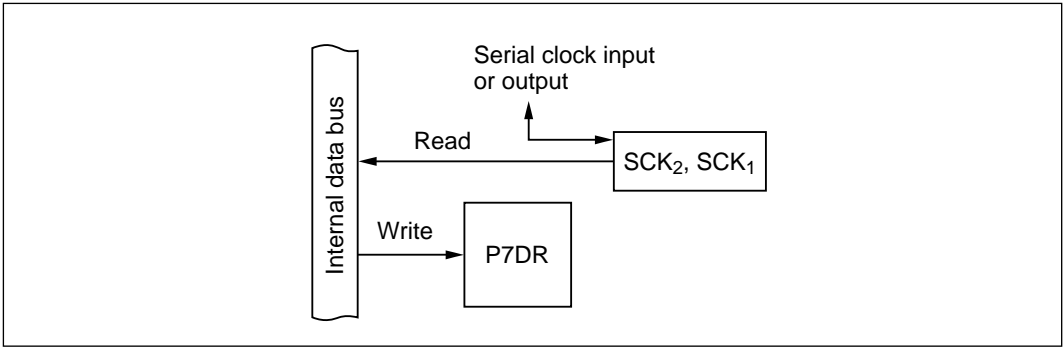 Serial clock input
or output
Internal data bus
Read
SCK2, SCK1
Write
P7DR